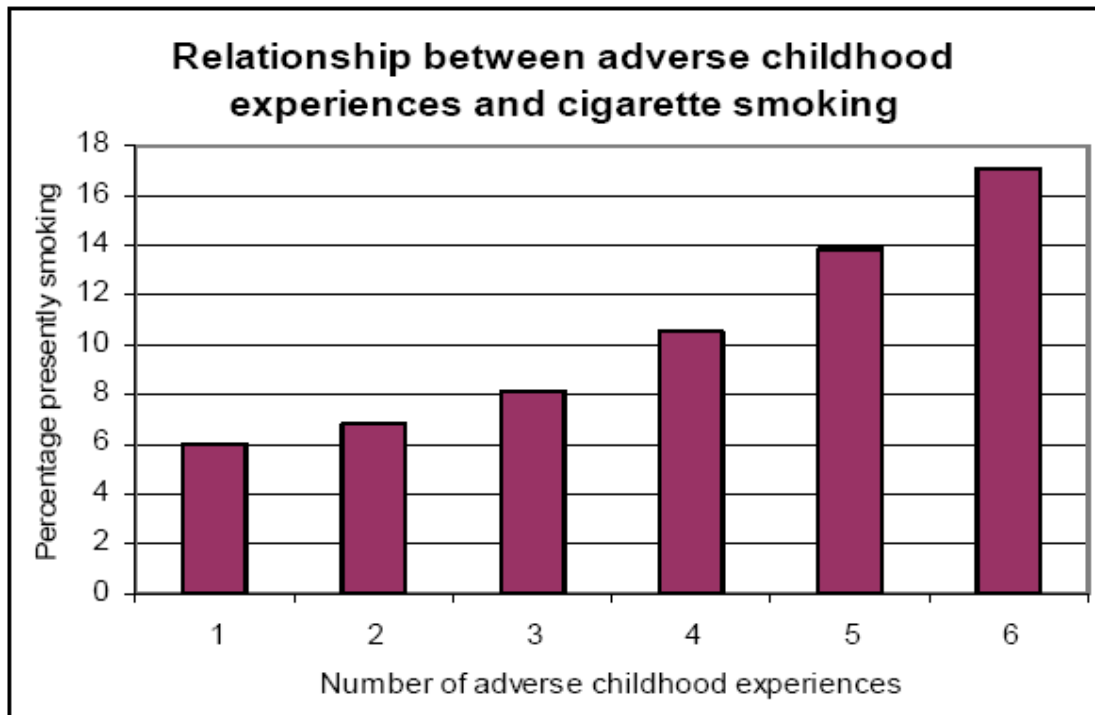 Relationship between adverse childhood
experiences and cigarette smoking
Percentage presently smoking
18
16
14
12
10
8
6
4
2
0
1 2 3 4 5 6
Number of adverse childhood experiences